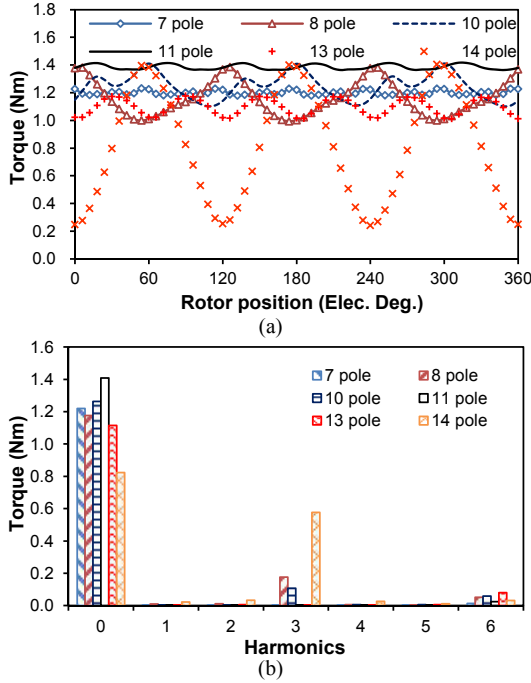 7 pole 8 pole 10 pole
11 pole 13 pole 14 pole
1.8
1.6
1.4
1.2
1.0
0.8
0.6
0.4
0.2
0.0
Torque (Nm)
0 60 120 180 240 300 360
Rotor position (Elec. Deg.)
(a)
1.6
1.4
1.2
1.0
0.8
0.6
0.4
0.2
0.0
Torque (Nm)
7 pole 8 pole
10 pole 11 pole
13 pole 14 pole
0 1 2 3 4 5 6
Harmonics
(b)